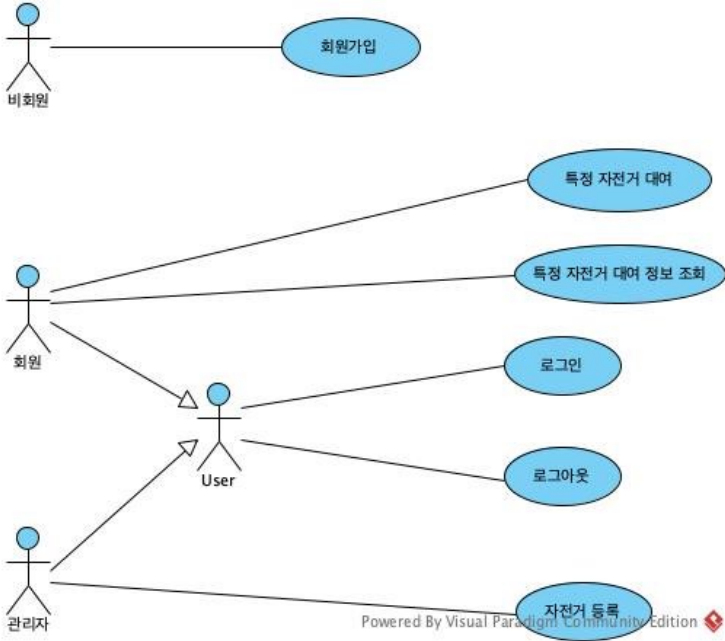 회원가입
비회원
특정 자전거 대여
특정 자전거 대여 정보 조회
회원
로그인
User
로그아웃
관리자
자전거 등록
Powered By Visual Paradigm Community Edition